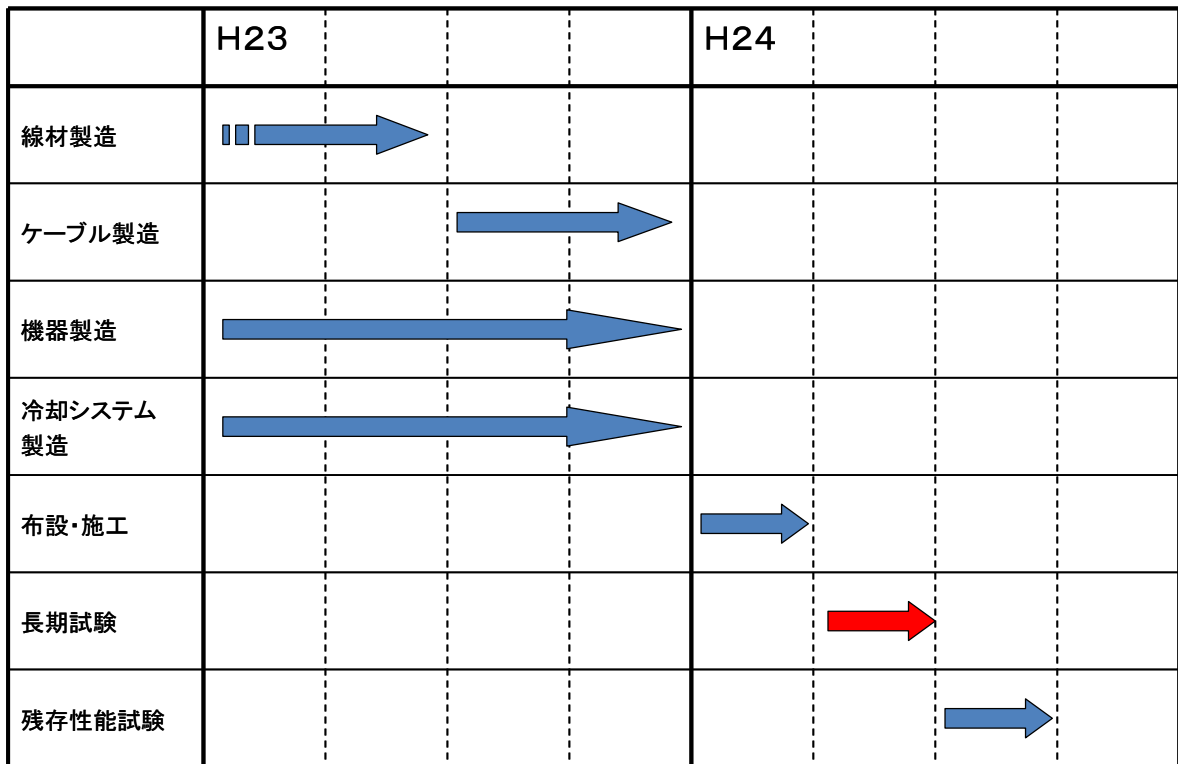 H23
H24
線材製造
ケーブル製造
機器製造
冷却システム
製造
布設・施工
長期試験
残存性能試験